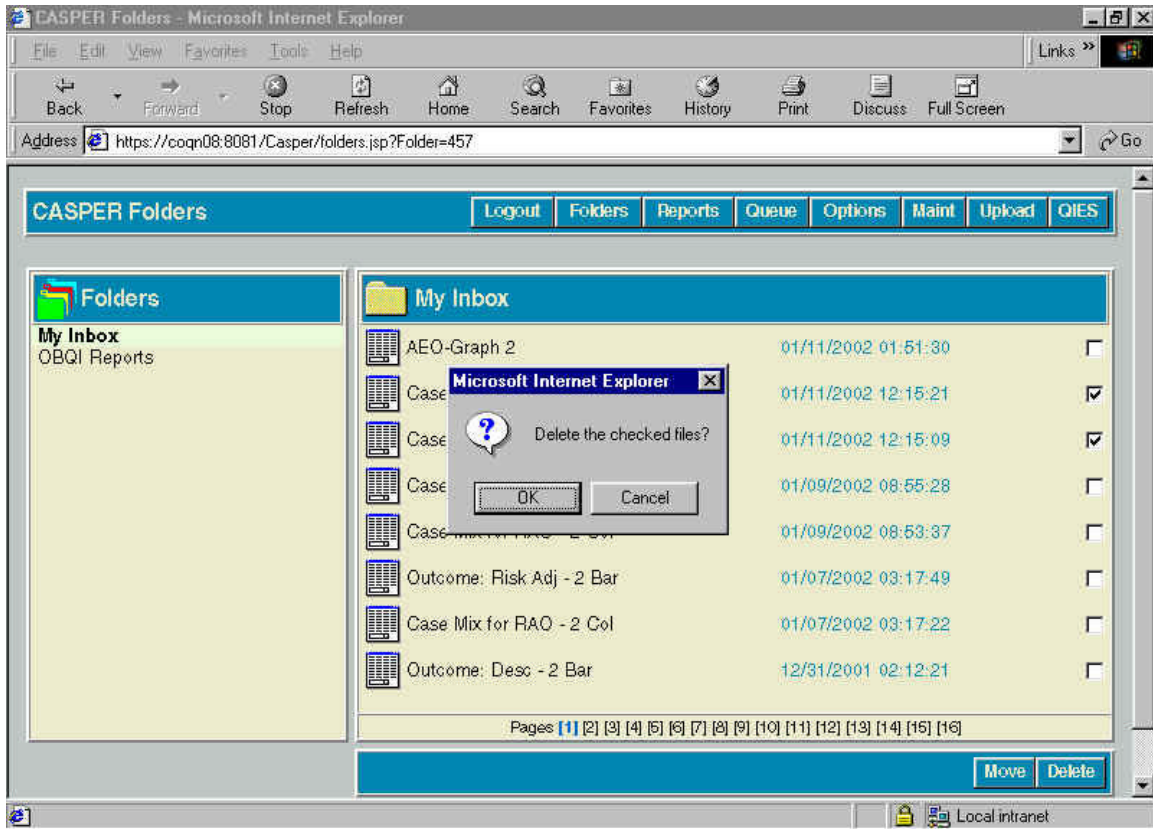 CASPER Folders - Microsoft Internet Explorer
File Edit View Favorites Tools Help Links »
Back Forward Stop Refresh Home Search Favorites History Print Discuss Full Screen
Address https://coqn08:8081/Casper/folders.jsp?Folder=457 Go
CASPER Folders Logout Folders Reports Queue Options Maint Upload QIES
Folders
My Inbox
OBQI Reports
My Inbox
AEO-Graph 2 01/11/2002 01:51:30
Case 01/11/2002 12:15:21
Case 01/11/2002 12:15:09
Case 01/09/2002 08:55:28
Case 01/09/2002 08:53:37
Outcome: Risk Adj - 2 Bar 01/07/2002 03:17:49
Case Mix for RAO - 2 Col 01/07/2002 03:17:22
Outcome: Desc - 2 Bar 12/31/2001 02:12:21
Pages [1] [2] [3] [4] [5] [6] [7] [8] [9] [10] [11] [12] [13] [14] [15] [16]
Move Delete
Microsoft Internet Explorer
Delete the checked files?
OK Cancel
Local intranet